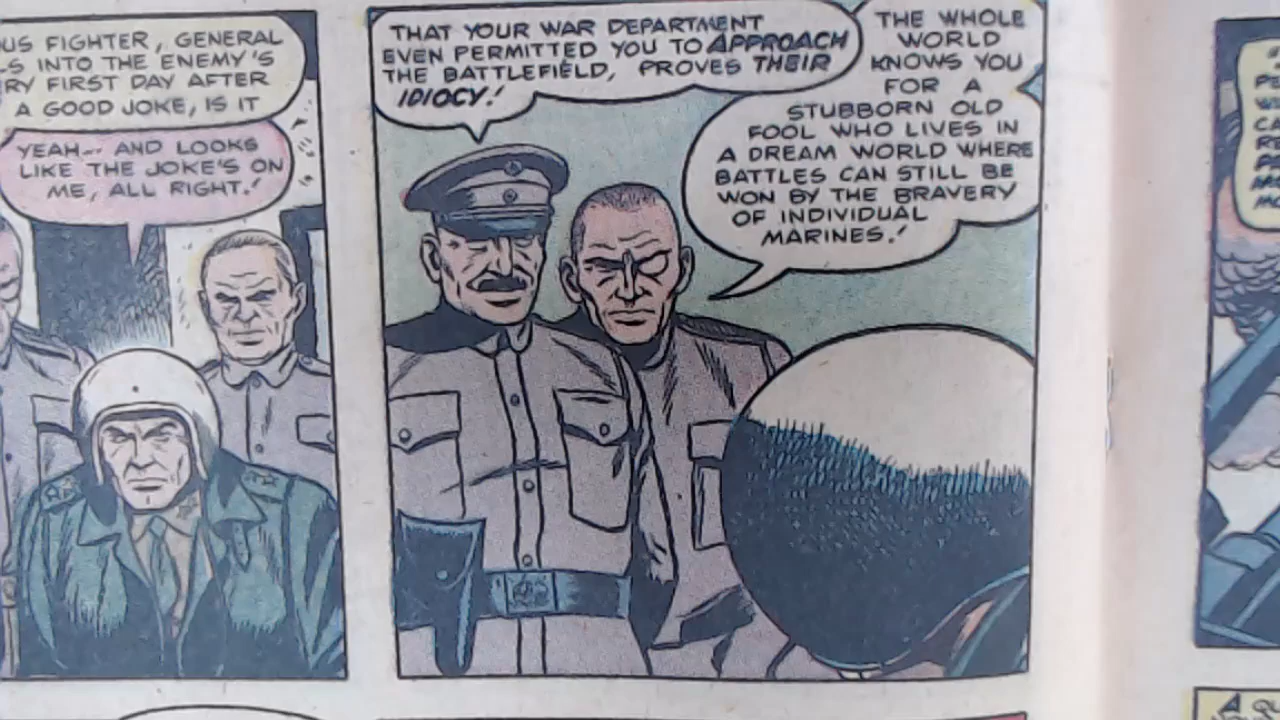 US FIGHTER, GENERAL
S INTO THE ENEMY'S
RY FIRST DAY AFTER
A GOOD JOKE, IS IT
YEAH... AND LOOKS
LIKE THE JOKE'S ON
ME, ALL RIGHT!
THAT YOUR WAR DEPARTMENT
EVEN PERMITTED YOU TO APPROACH
THE BATTLEFIELD, PROVES THEIR
IDIOCY!
THE WHOLE
WORLD
KNOWS YOU
FOR A
STUBBORN OLD
FOOL WHO LIVES IN
A DREAM WORLD WHERE
BATTLES CAN STILL BE
WON BY THE BRAVERY
OF INDIVIDUAL
MARINES!
A